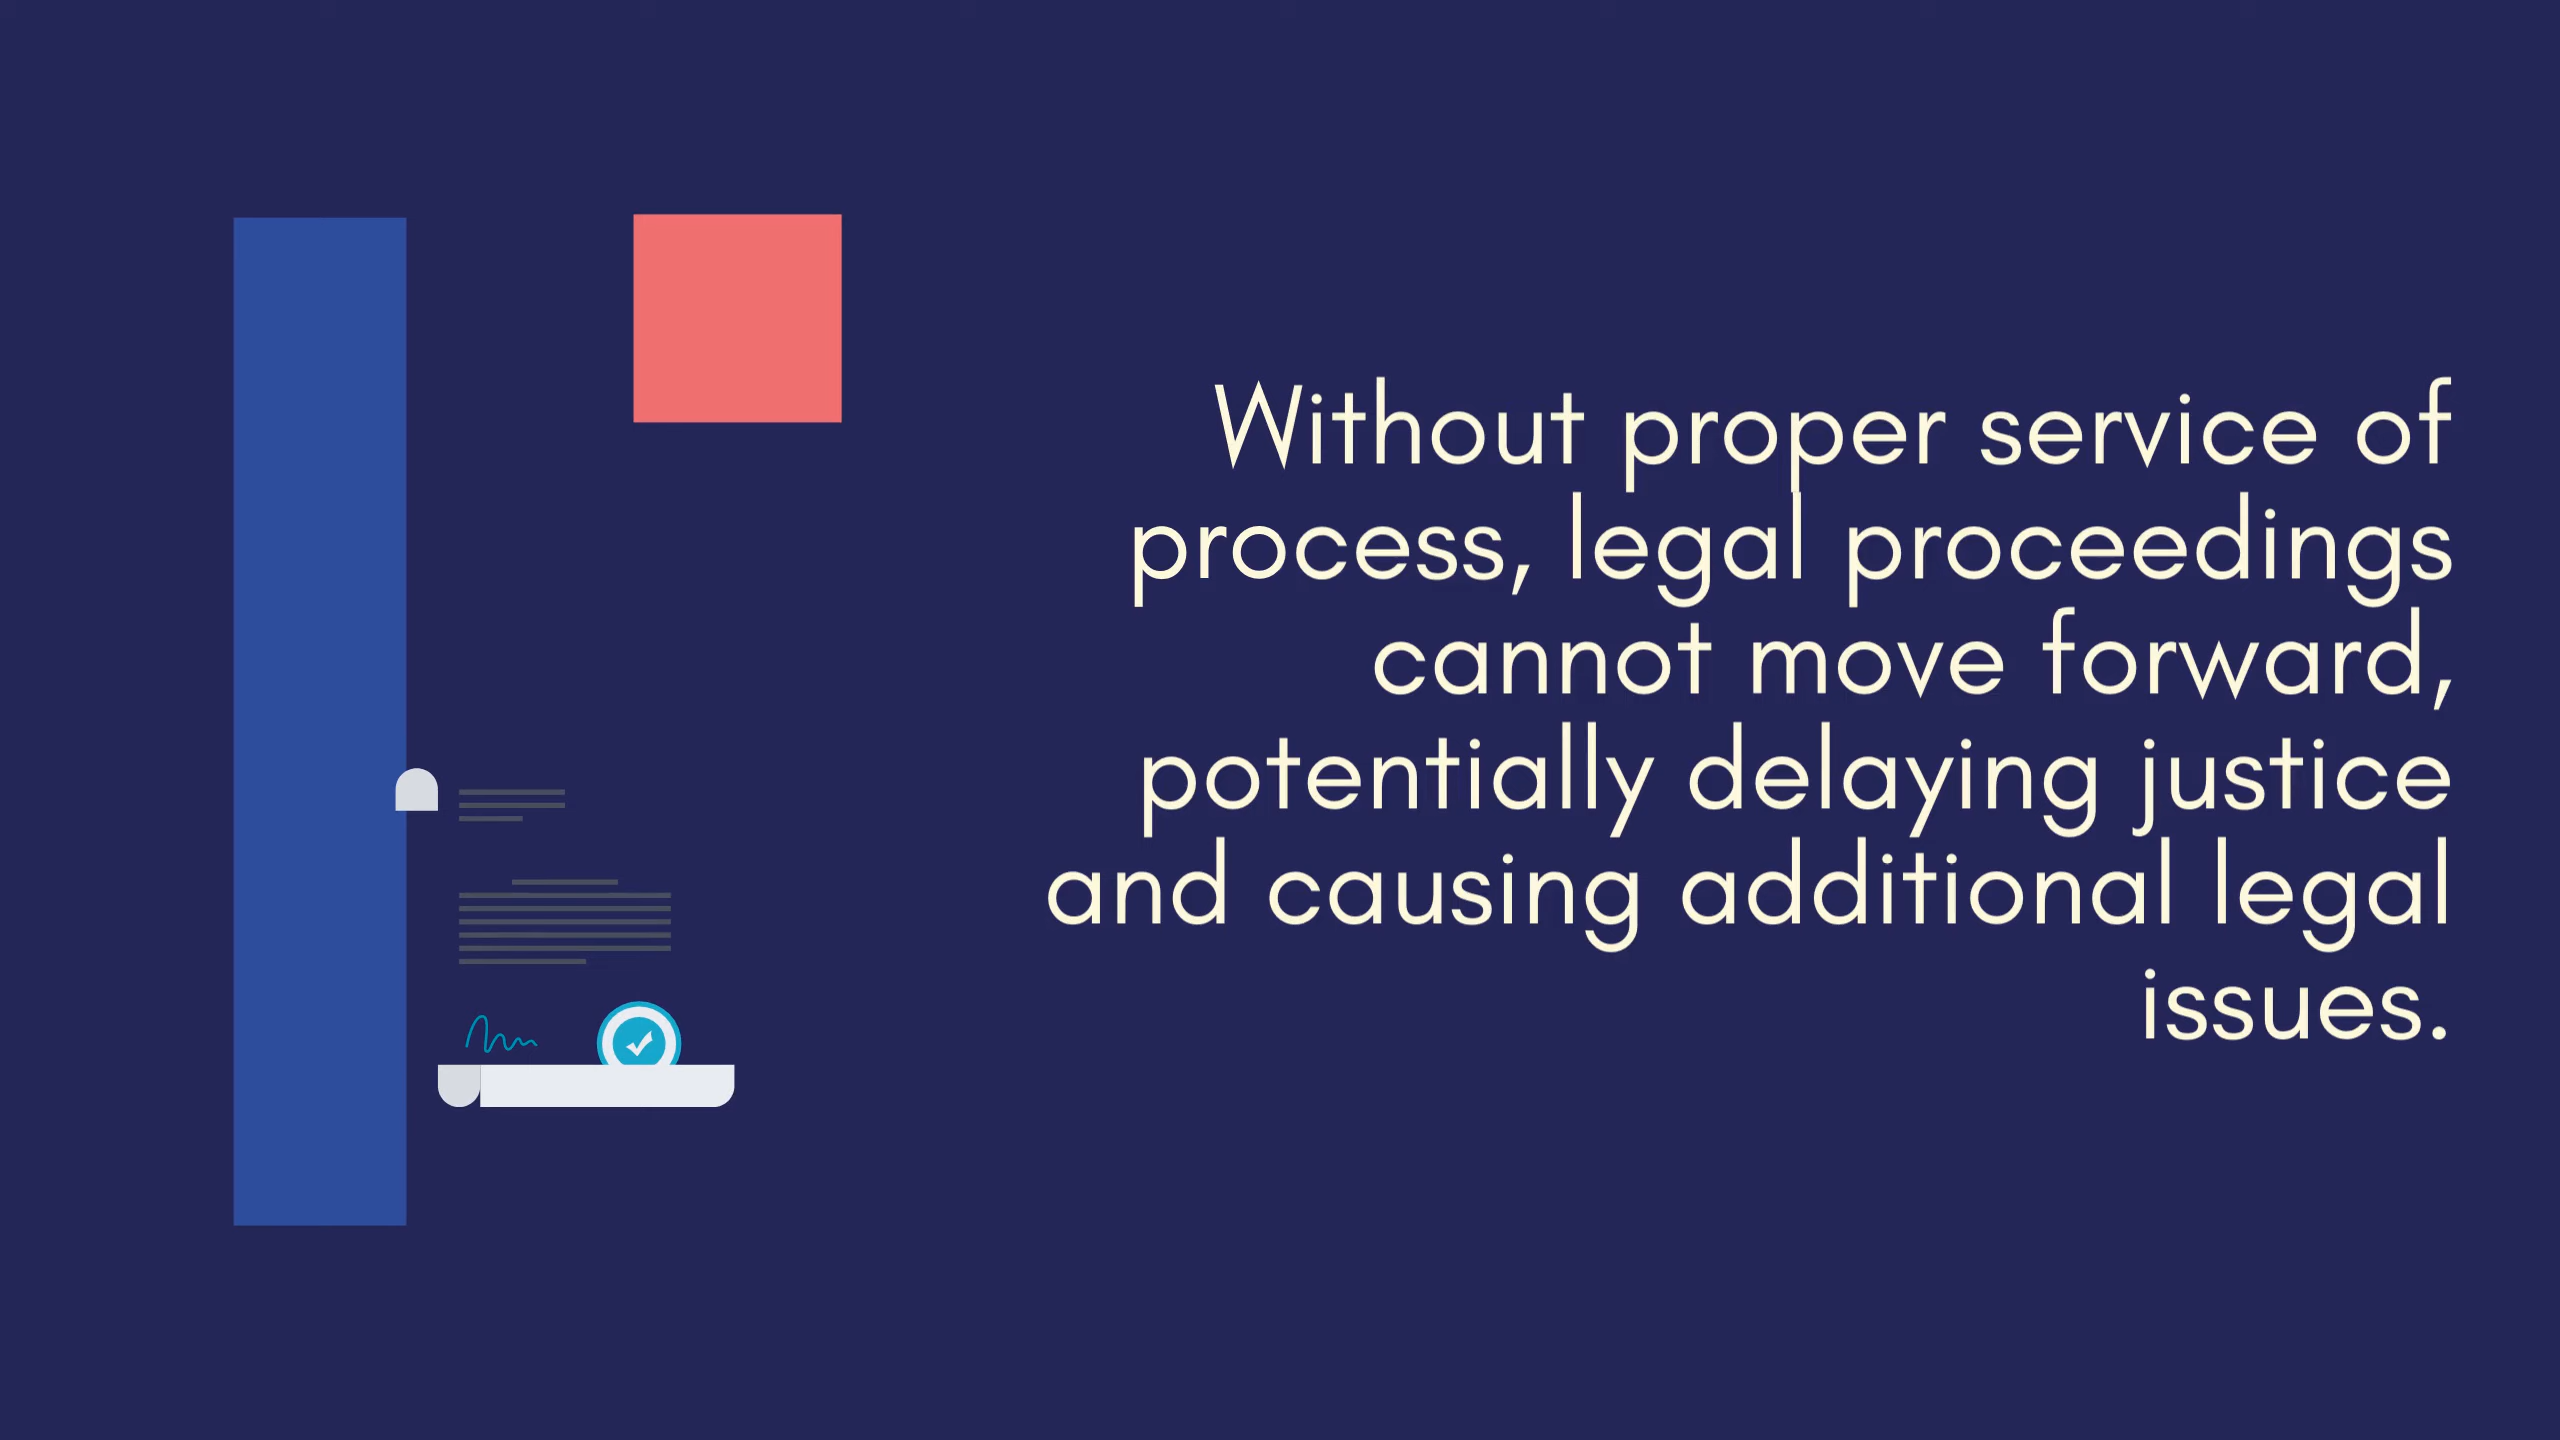 Without proper service of
process, legal proceedings
cannot move forward,
potentially delaying justice
and causing additional legal
issues.